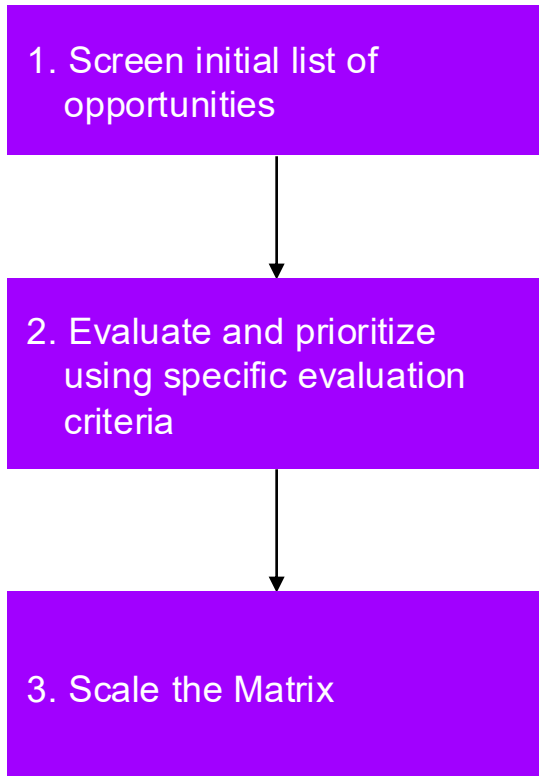 1. Screen initial list of
opportunities
2. Evaluate and prioritize
using specific evaluation
criteria
3. Scale the Matrix